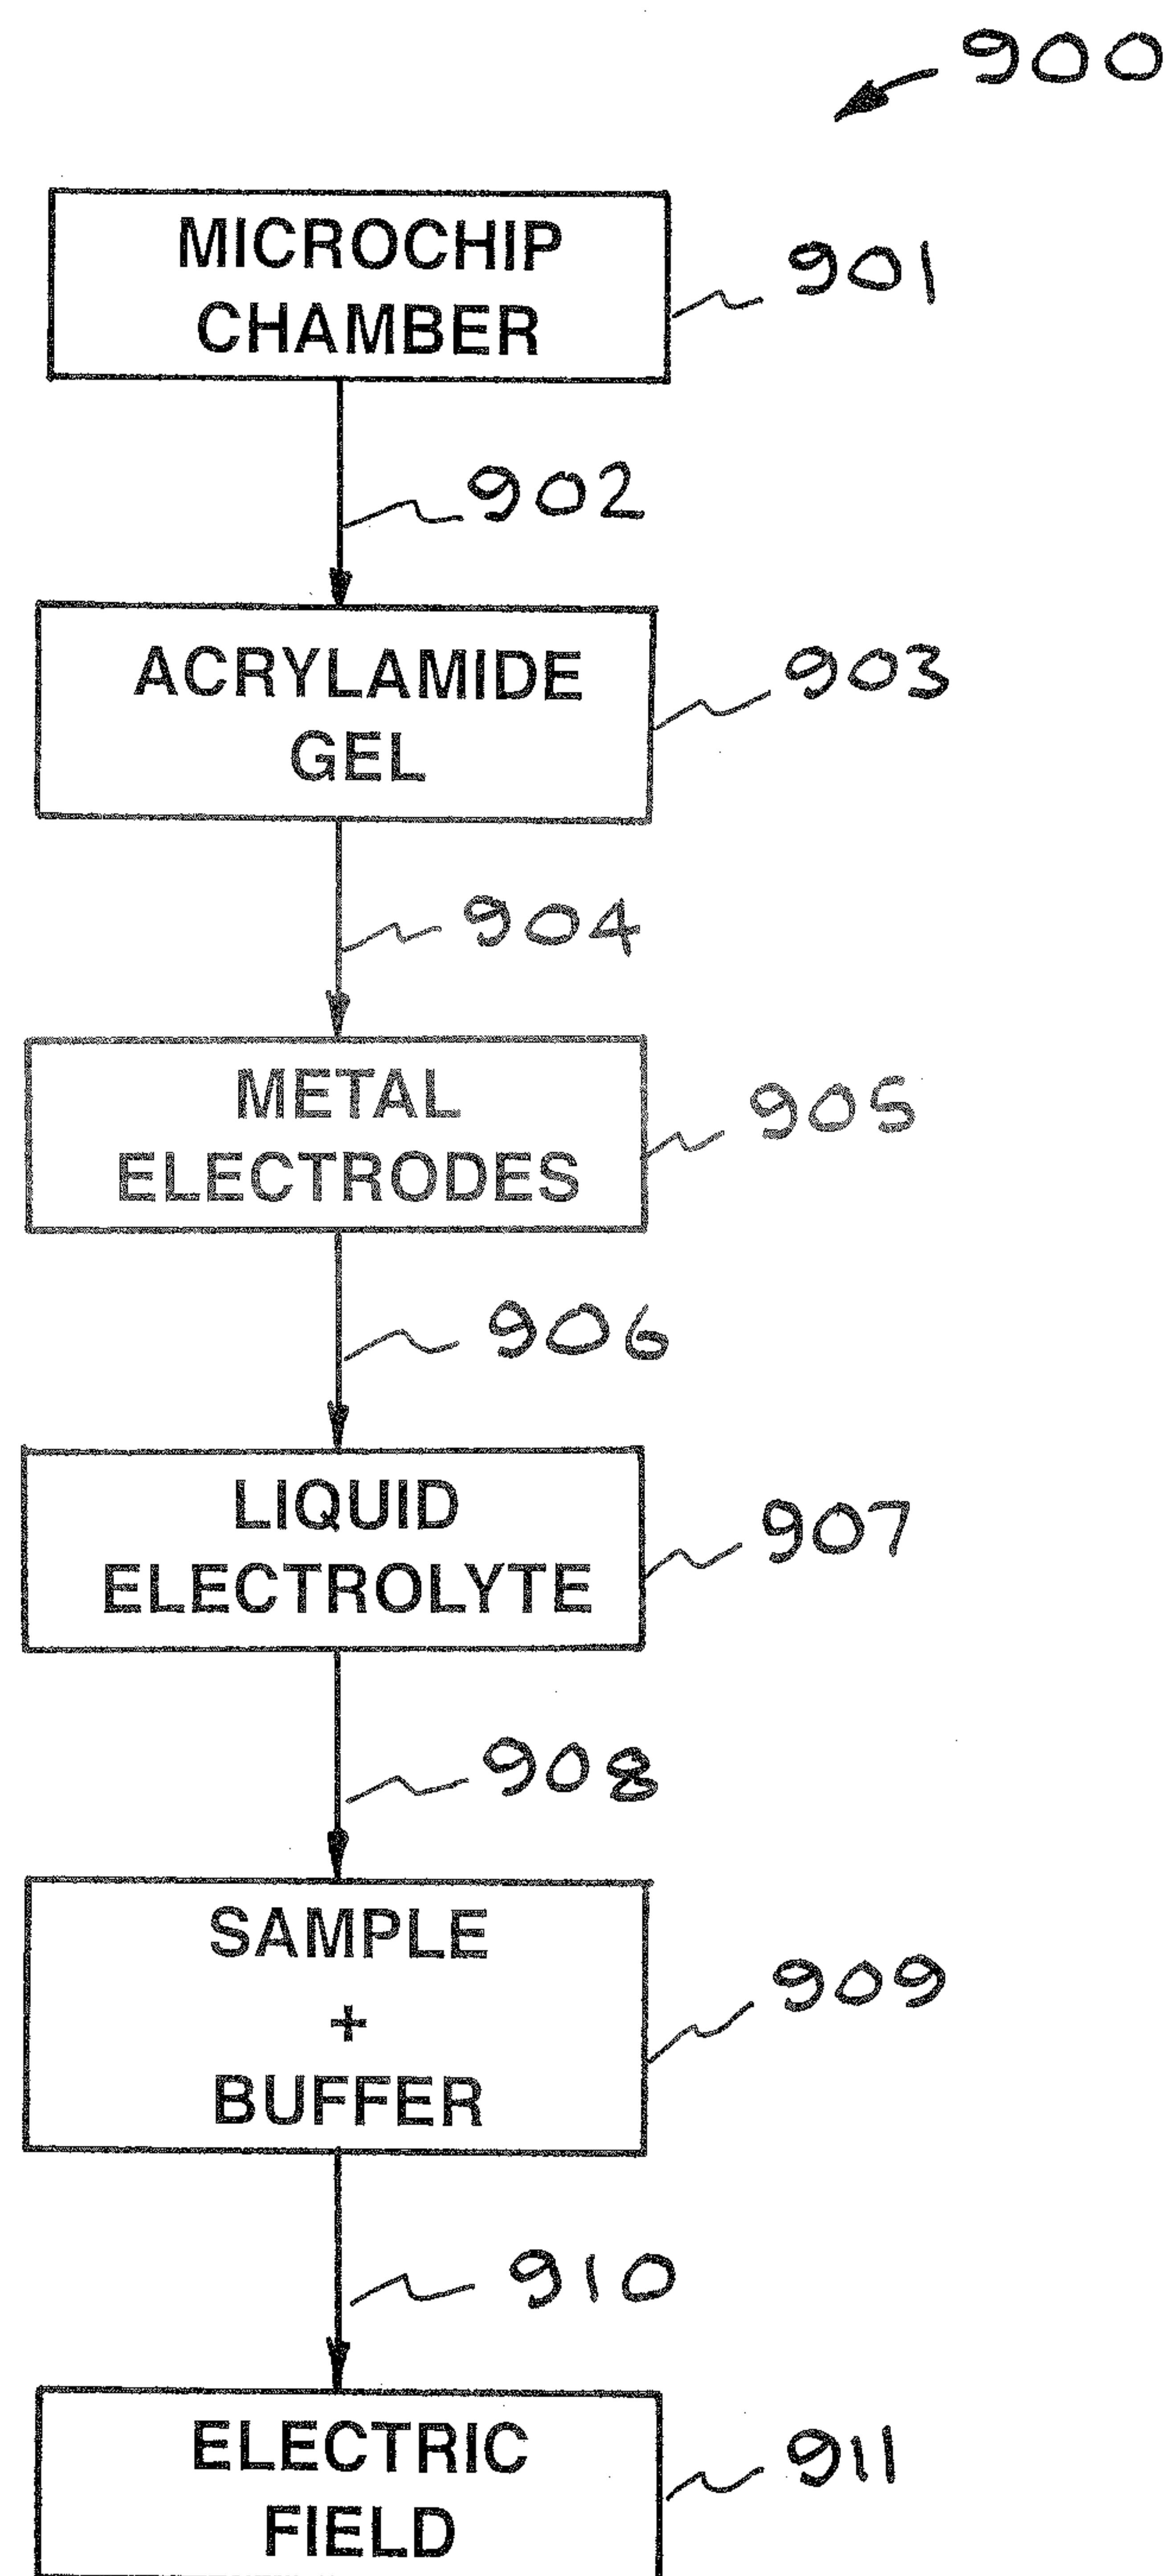 900
MICROCHIP
CHAMBER
901
902
ACRYLAMIDE
GEL
903
904
METAL
ELECTRODES
905
906
LIQUID
ELECTROLYTE
907
908
SAMPLE
+
BUFFER
909
910
ELECTRIC
FIELD
911